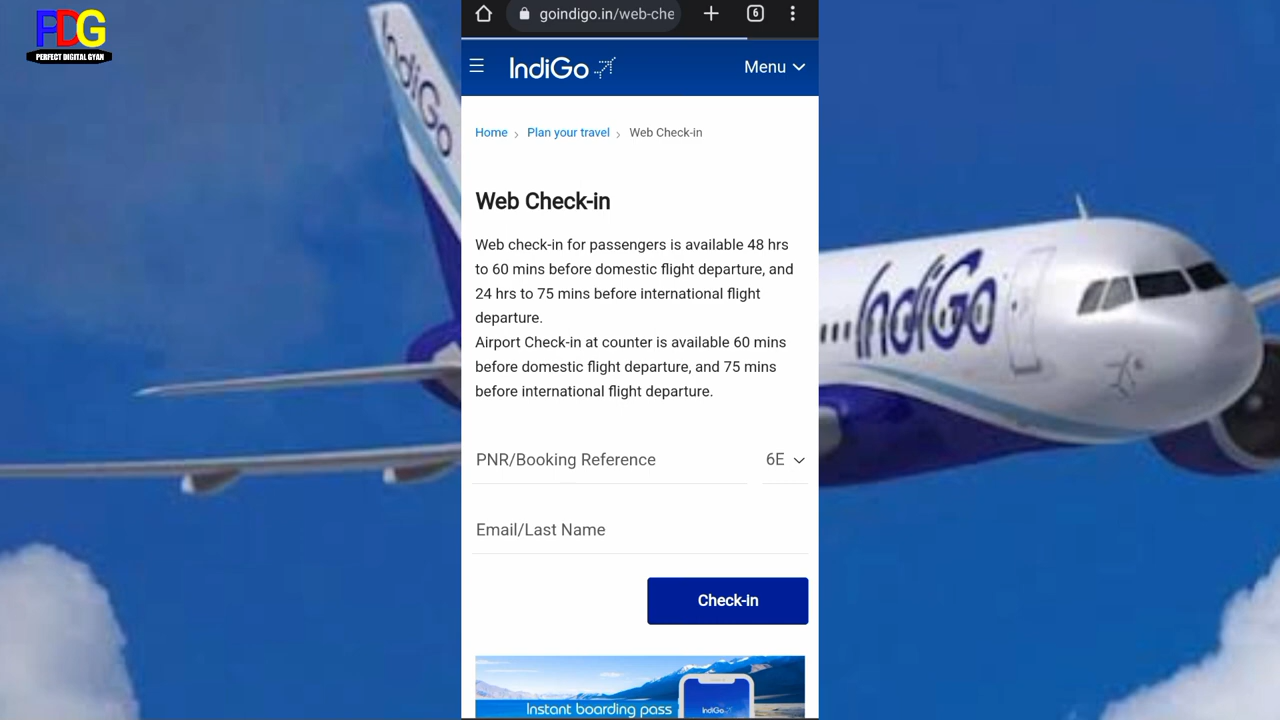 PDG
PERFECT DIGITAL GYAN
goindigo.in/web-che
6
IndiGo
Menu
Home › Plan your travel › Web Check-in
Web Check-in
Web check-in for passengers is available 48 hrs
to 60 mins before domestic flight departure, and
24 hrs to 75 mins before international flight
departure.
Airport Check-in at counter is available 60 mins
before domestic flight departure, and 75 mins
before international flight departure.
PNR/Booking Reference
6E
Email/Last Name
Check-in
Instant boarding pass
IndiGo
IndiGo
IndiGo